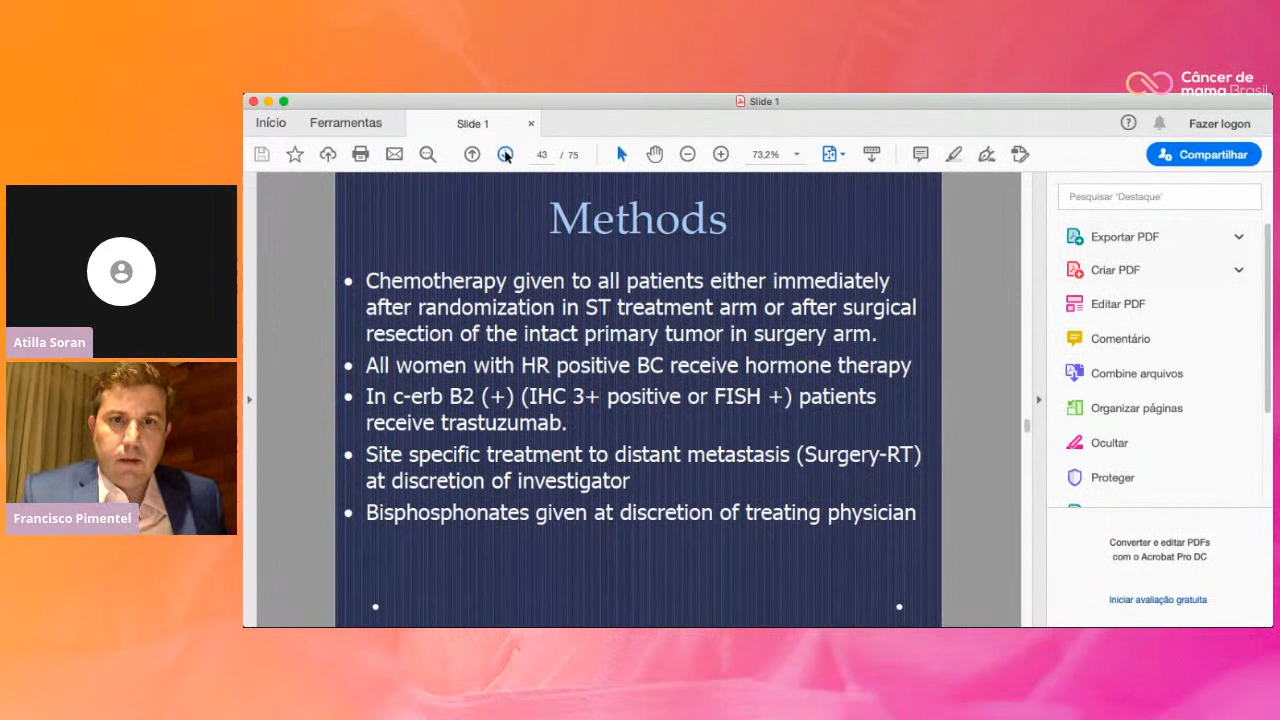 Câncer de
mama Brasil
Slide 1
Início
Ferramentas
Slide 1
×
Fazer logon
43 / 75
73,2%
Compartilhar
Methods
• Chemotherapy given to all patients either immediately
after randomization in ST treatment arm or after surgical
resection of the intact primary tumor in surgery arm.
• All women with HR positive BC receive hormone therapy
• In c-erb B2 (+) (IHC 3+ positive or FISH +) patients
receive trastuzumab.
• Site specific treatment to distant metastasis (Surgery-RT)
at discretion of investigator
• Bisphosphonates given at discretion of treating physician
Pesquisar 'Destaque'
Exportar PDF
Criar PDF
Editar PDF
Comentário
Combine arquivos
Organizar páginas
Ocultar
Proteger
Converter e editar PDFs
com o Acrobat Pro DC
Iniciar avaliação gratuita
Atilla Soran
Francisco Pimentel